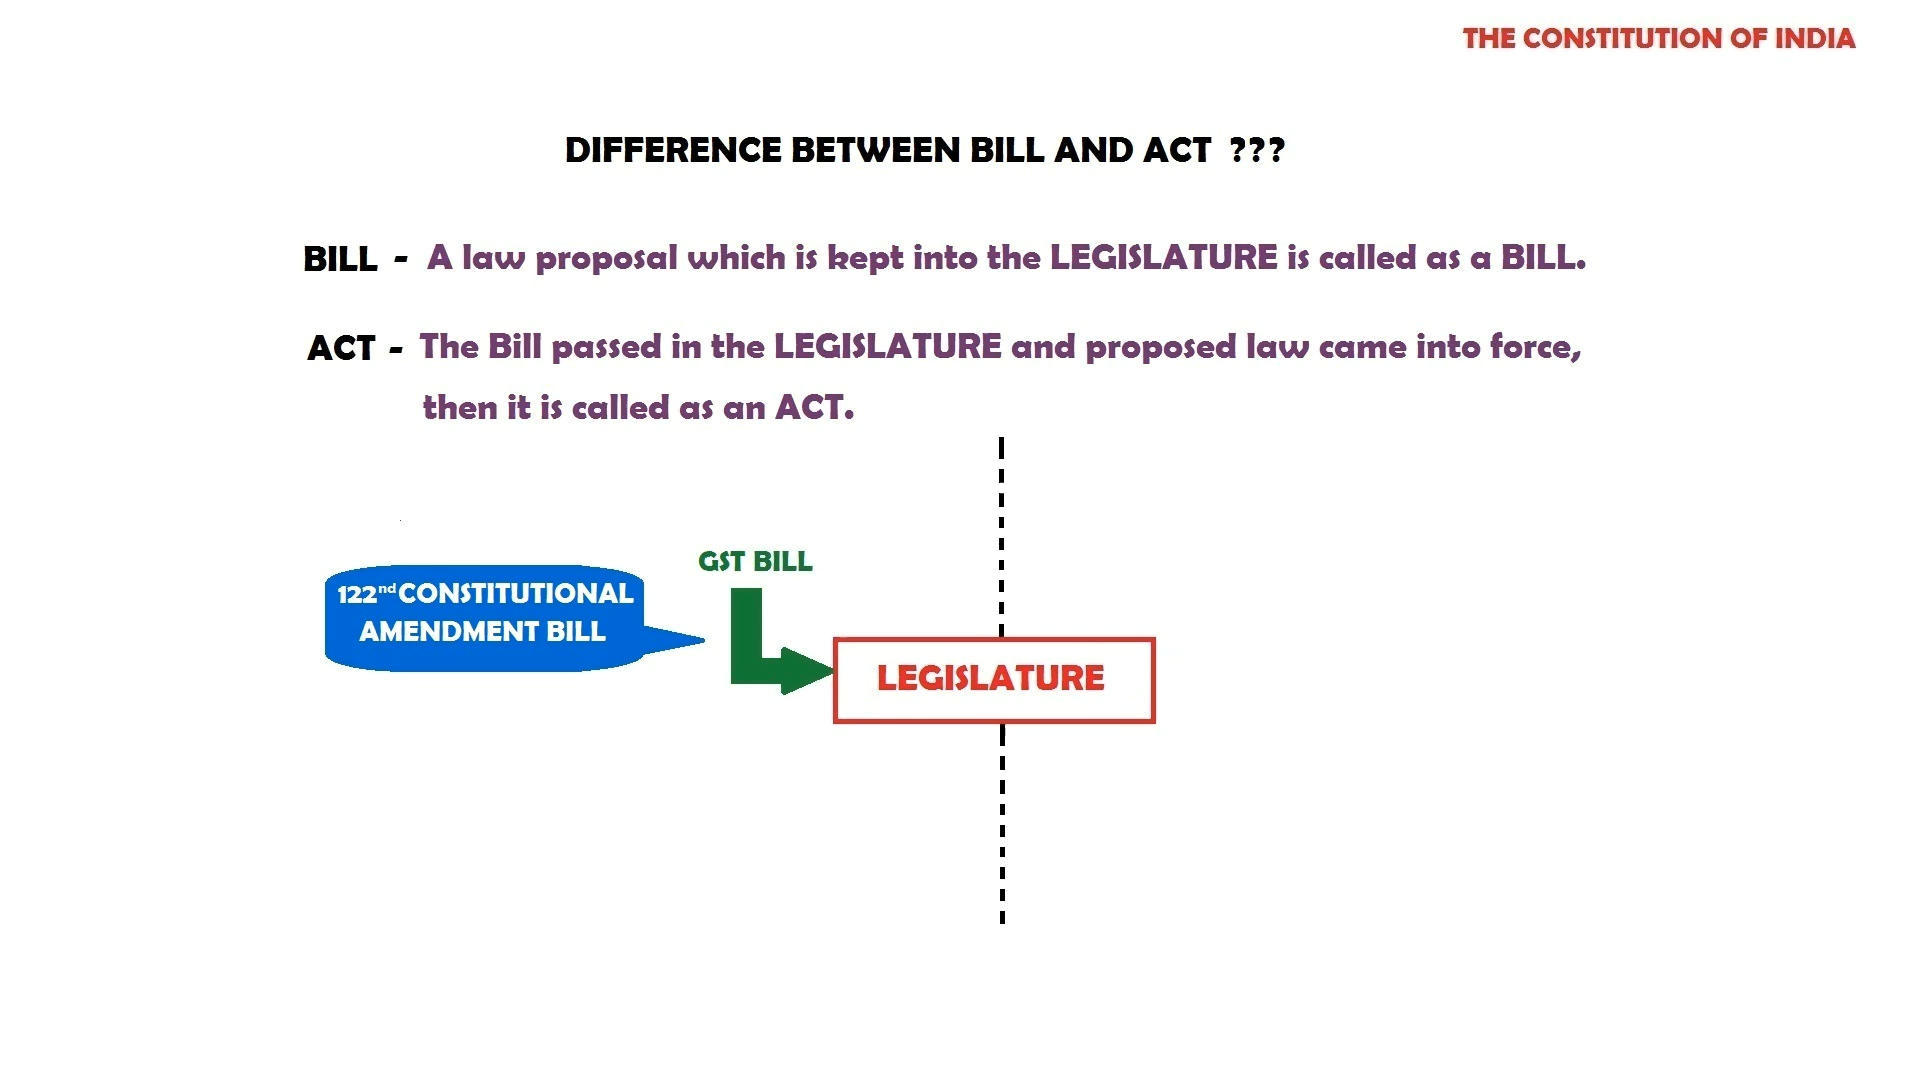 THE CONSTITUTION OF INDIA
DIFFERENCE BETWEEN BILL AND ACT ???
BILL - A law proposal which is kept into the LEGISLATURE is called as a BILL.
ACT - The Bill passed in the LEGISLATURE and proposed law came into force,
then it is called as an ACT.
GST BILL
122nd CONSTITUTIONAL
AMENDMENT BILL
LEGISLATURE